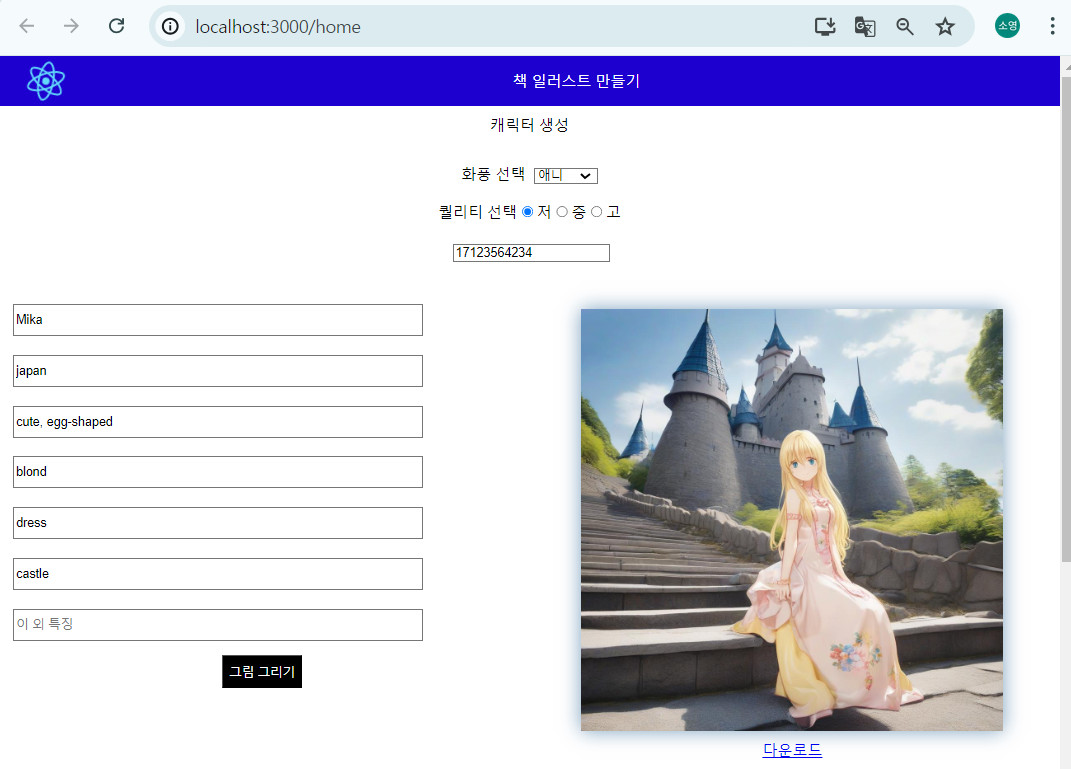 localhost:3000/home
소영
책 일러스트 만들기
캐릭터 생성
화풍 선택 애니
퀄리티 선택 저 중 고
17123564234
Mika
japan
cute, egg-shaped
blond
dress
castle
이 외 특징
그림 그리기
다운로드